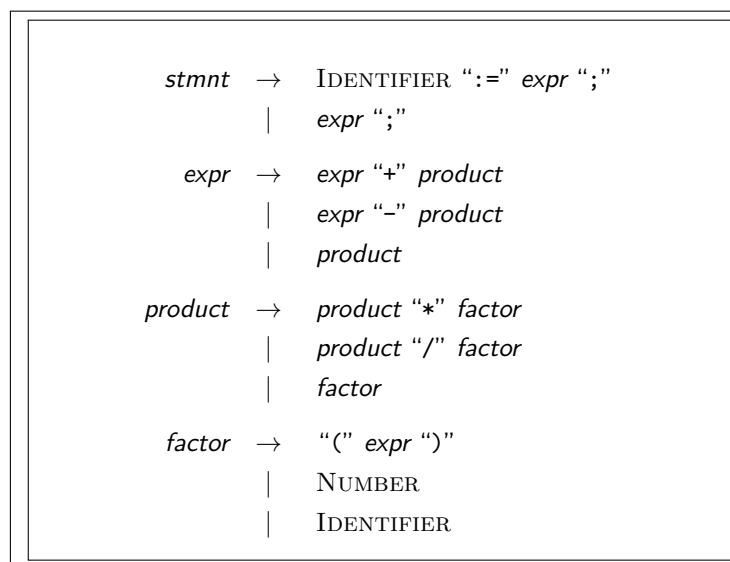 stmnt → IDENTIFIER “:=” expr “;”
| expr “;”
expr → expr “+” product
| expr “-” product
| product
product → product “*” factor
| product “/” factor
| factor
factor → “(” expr “)”
| NUMBER
| IDENTIFIER